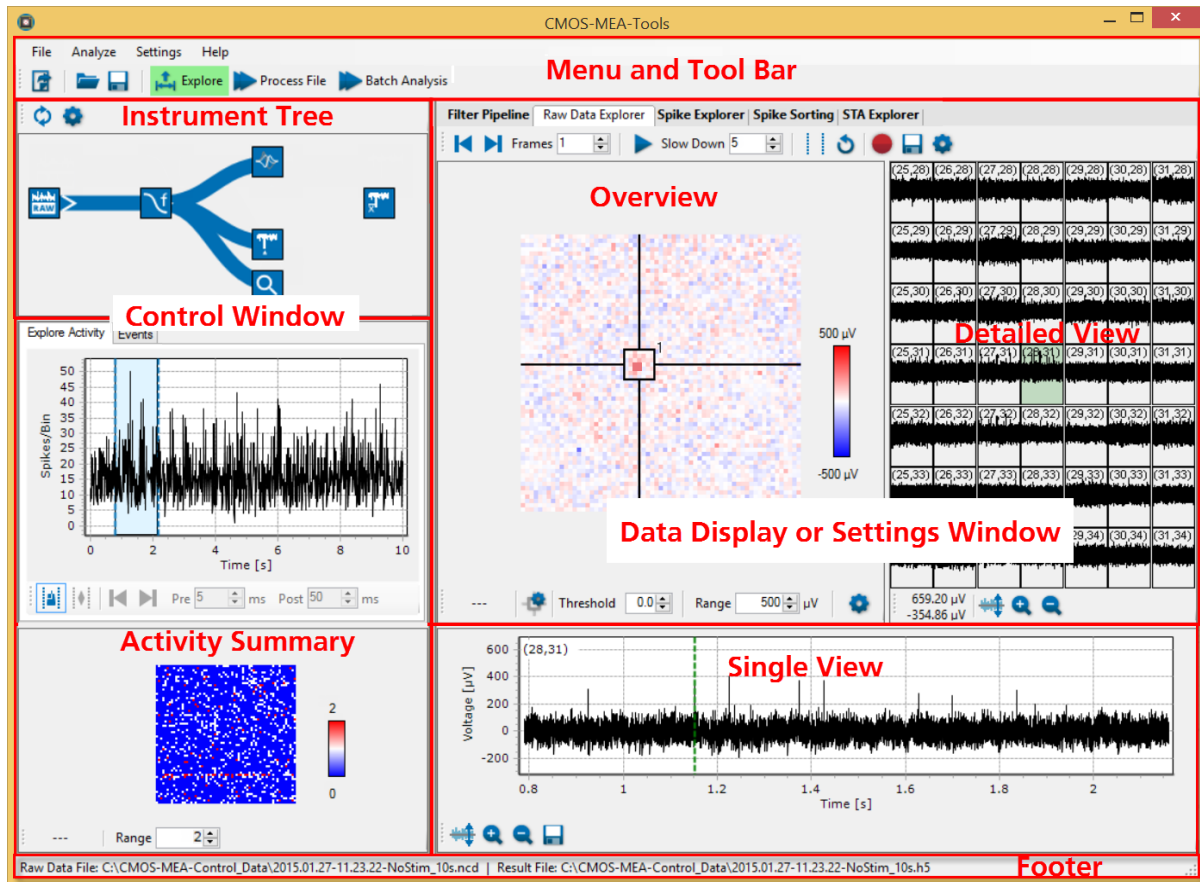 CMOS-MEA-Tools
File Analyze Settings Help
Explore Process File Batch Analysis
Menu and Tool Bar
Instrument Tree
RAW
f
Control Window
Explore Activity Events
Spikes/Bin
50
45
40
35
30
25
20
15
10
5
0
0 2 4 6 8 10
Time [s]
Pre 5 ms Post 50 ms
Activity Summary
2
0
--- Range 2
Filter Pipeline Raw Data Explorer Spike Explorer Spike Sorting STA Explorer
Frames 1 Slow Down 5
Overview
1
500 µV
-500 µV
Data Display or Settings Window
--- Threshold 0.0 Range 500 µV
(25,28) (26,28) (27,28) (28,28) (29,28) (30,28) (31,28)
(25,29) (26,29) (27,29) (28,29) (29,29) (30,29) (31,29)
(25,30) (26,30) (27,30) (28,30) (29,30) (30,30) (31,30)
Detailed View
(25,31) (26,31) (27,31) (28,31) (29,31) (30,31) (31,31)
(25,32) (26,32) (27,32) (28,32) (29,32) (30,32) (31,32)
(25,33) (26,33) (27,33) (28,33) (29,33) (30,33) (31,33)
29,34) (30,34) (31,34)
659.20 µV
-354.86 µV
Single View
(28,31)
Voltage [µV]
600
400
200
0
-200
0.8 1 1.2 1.4 1.6 1.8 2
Time [s]
Raw Data File: C:\CMOS-MEA-Control_Data\2015.01.27-11.23.22-NoStim_10s.ncd | Result File: C:\CMOS-MEA-Control_Data\2015.01.27-11.23.22-NoStim_10s.h5
Footer